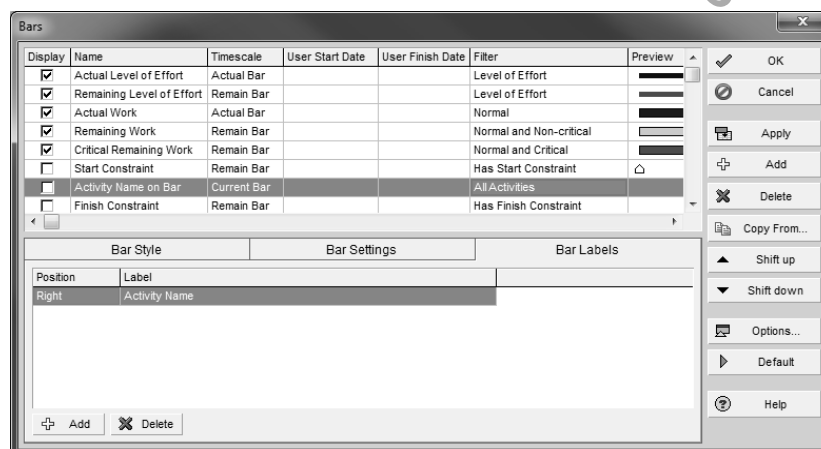 Bars
Display Name Timescale User Start Date User Finish Date Filter Preview
Actual Level of Effort Actual Bar Level of Effort
Remaining Level of Effort Remain Bar Level of Effort
Actual Work Actual Bar Normal
Remaining Work Remain Bar Normal and Non-critical
Critical Remaining Work Remain Bar Normal and Critical
Start Constraint Remain Bar Has Start Constraint
Activity Name on Bar Current Bar All Activities
Finish Constraint Remain Bar Has Finish Constraint
Bar Style Bar Settings Bar Labels
Position Label
Right Activity Name
Add Delete
OK
Cancel
Apply
Add
Delete
Copy From...
Shift up
Shift down
Options...
Default
Help